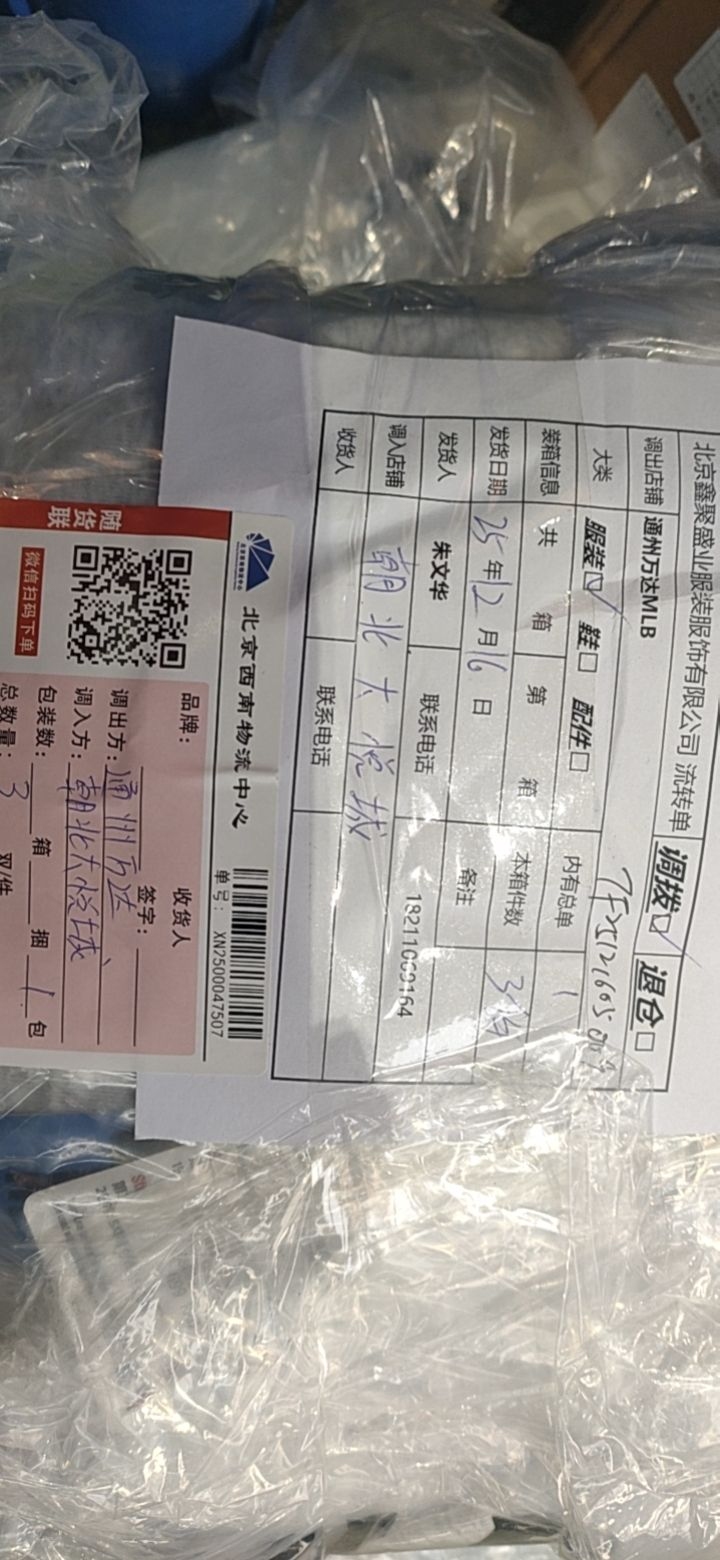 北京鑫聚盛业服装服饰有限公司 流转单
调出店铺 通州万达MLB 调拨☑ 退仓□
大类 服装☑ 鞋□ 配件□
装箱信息 共 箱 第 箱 内有总单 1
发货日期 25年12月16日 本箱件数 3件
发货人 朱文华 联系电话 备注
调入店铺 朝北大悦城
收货人 联系电话
北京西南物流中心
单号: XN2500047507
随货联
微信扫码下单
品牌: 收货人
调出方: 通州万达 签字:
调入方: 朝北大悦城
包装数: 箱 捆 1 包
总数量: 3 双/件